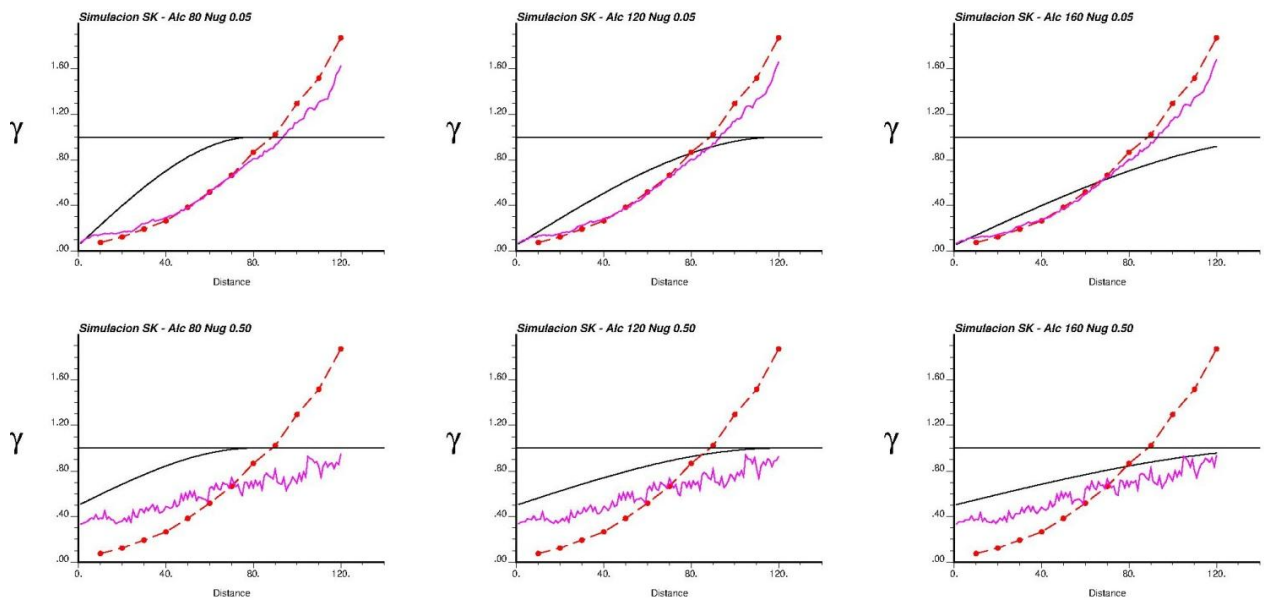 Simulacion SK - Alc 80 Nug 0.05
γ
1.60
1.20
.80
.40
.00
0. 40. 80. 120.
Distance
Simulacion SK - Alc 120 Nug 0.05
γ
1.60
1.20
.80
.40
.00
0. 40. 80. 120.
Distance
Simulacion SK - Alc 160 Nug 0.05
γ
1.60
1.20
.80
.40
.00
0. 40. 80. 120.
Distance
Simulacion SK - Alc 80 Nug 0.50
γ
1.60
1.20
.80
.40
.00
0. 40. 80. 120.
Distance
Simulacion SK - Alc 120 Nug 0.50
γ
1.60
1.20
.80
.40
.00
0. 40. 80. 120.
Distance
Simulacion SK - Alc 160 Nug 0.50
γ
1.60
1.20
.80
.40
.00
0. 40. 80. 120.
Distance